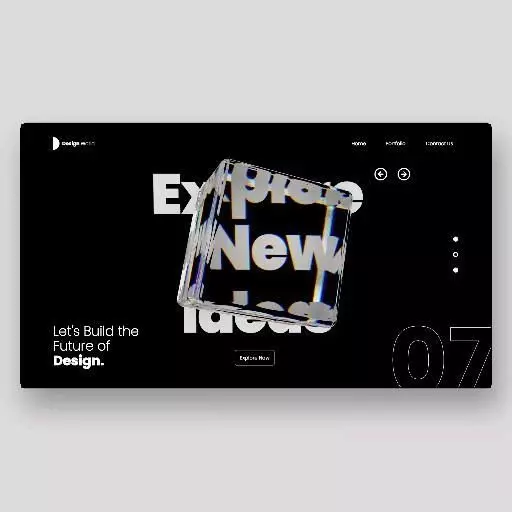 Design World
Home Portfolio Contact Us
Explore
New
Ideas
Let's Build the
Future of
Design.
Explore Now
07